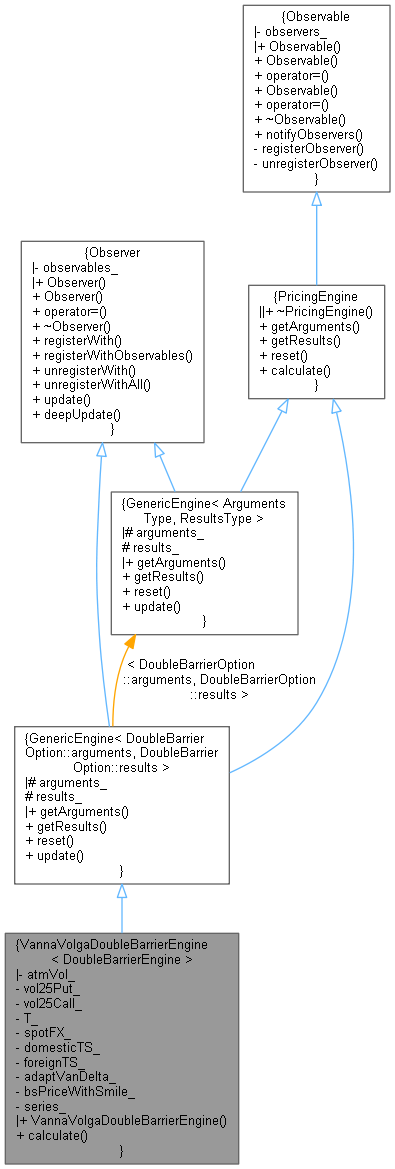 {Observable
|- observers_
|+ Observable()
+ Observable()
+ operator=()
+ Observable()
+ operator=()
+ ~Observable()
+ notifyObservers()
- registerObserver()
- unregisterObserver()
}
{Observer
|- observables_
|+ Observer()
+ Observer()
+ operator=()
+ ~Observer()
+ registerWith()
+ registerWithObservables()
+ unregisterWith()
+ unregisterWithAll()
+ update()
+ deepUpdate()
}
{PricingEngine
||+ ~PricingEngine()
+ getArguments()
+ getResults()
+ reset()
+ calculate()
}
{GenericEngine< Arguments
Type, ResultsType >
|# arguments_
# results_
|+ getArguments()
+ getResults()
+ reset()
+ update()
}
< DoubleBarrierOption
::arguments, DoubleBarrierOption
::results >
{GenericEngine< DoubleBarrier
Option::arguments, DoubleBarrier
Option::results >
|# arguments_
# results_
|+ getArguments()
+ getResults()
+ reset()
+ update()
}
{VannaVolgaDoubleBarrierEngine
< DoubleBarrierEngine >
|- atmVol_
- vol25Put_
- vol25Call_
- T_
- spotFX_
- domesticTS_
- foreignTS_
- adaptVanDelta_
- bsPriceWithSmile_
- series_
|+ VannaVolgaDoubleBarrierEngine()
+ calculate()
}